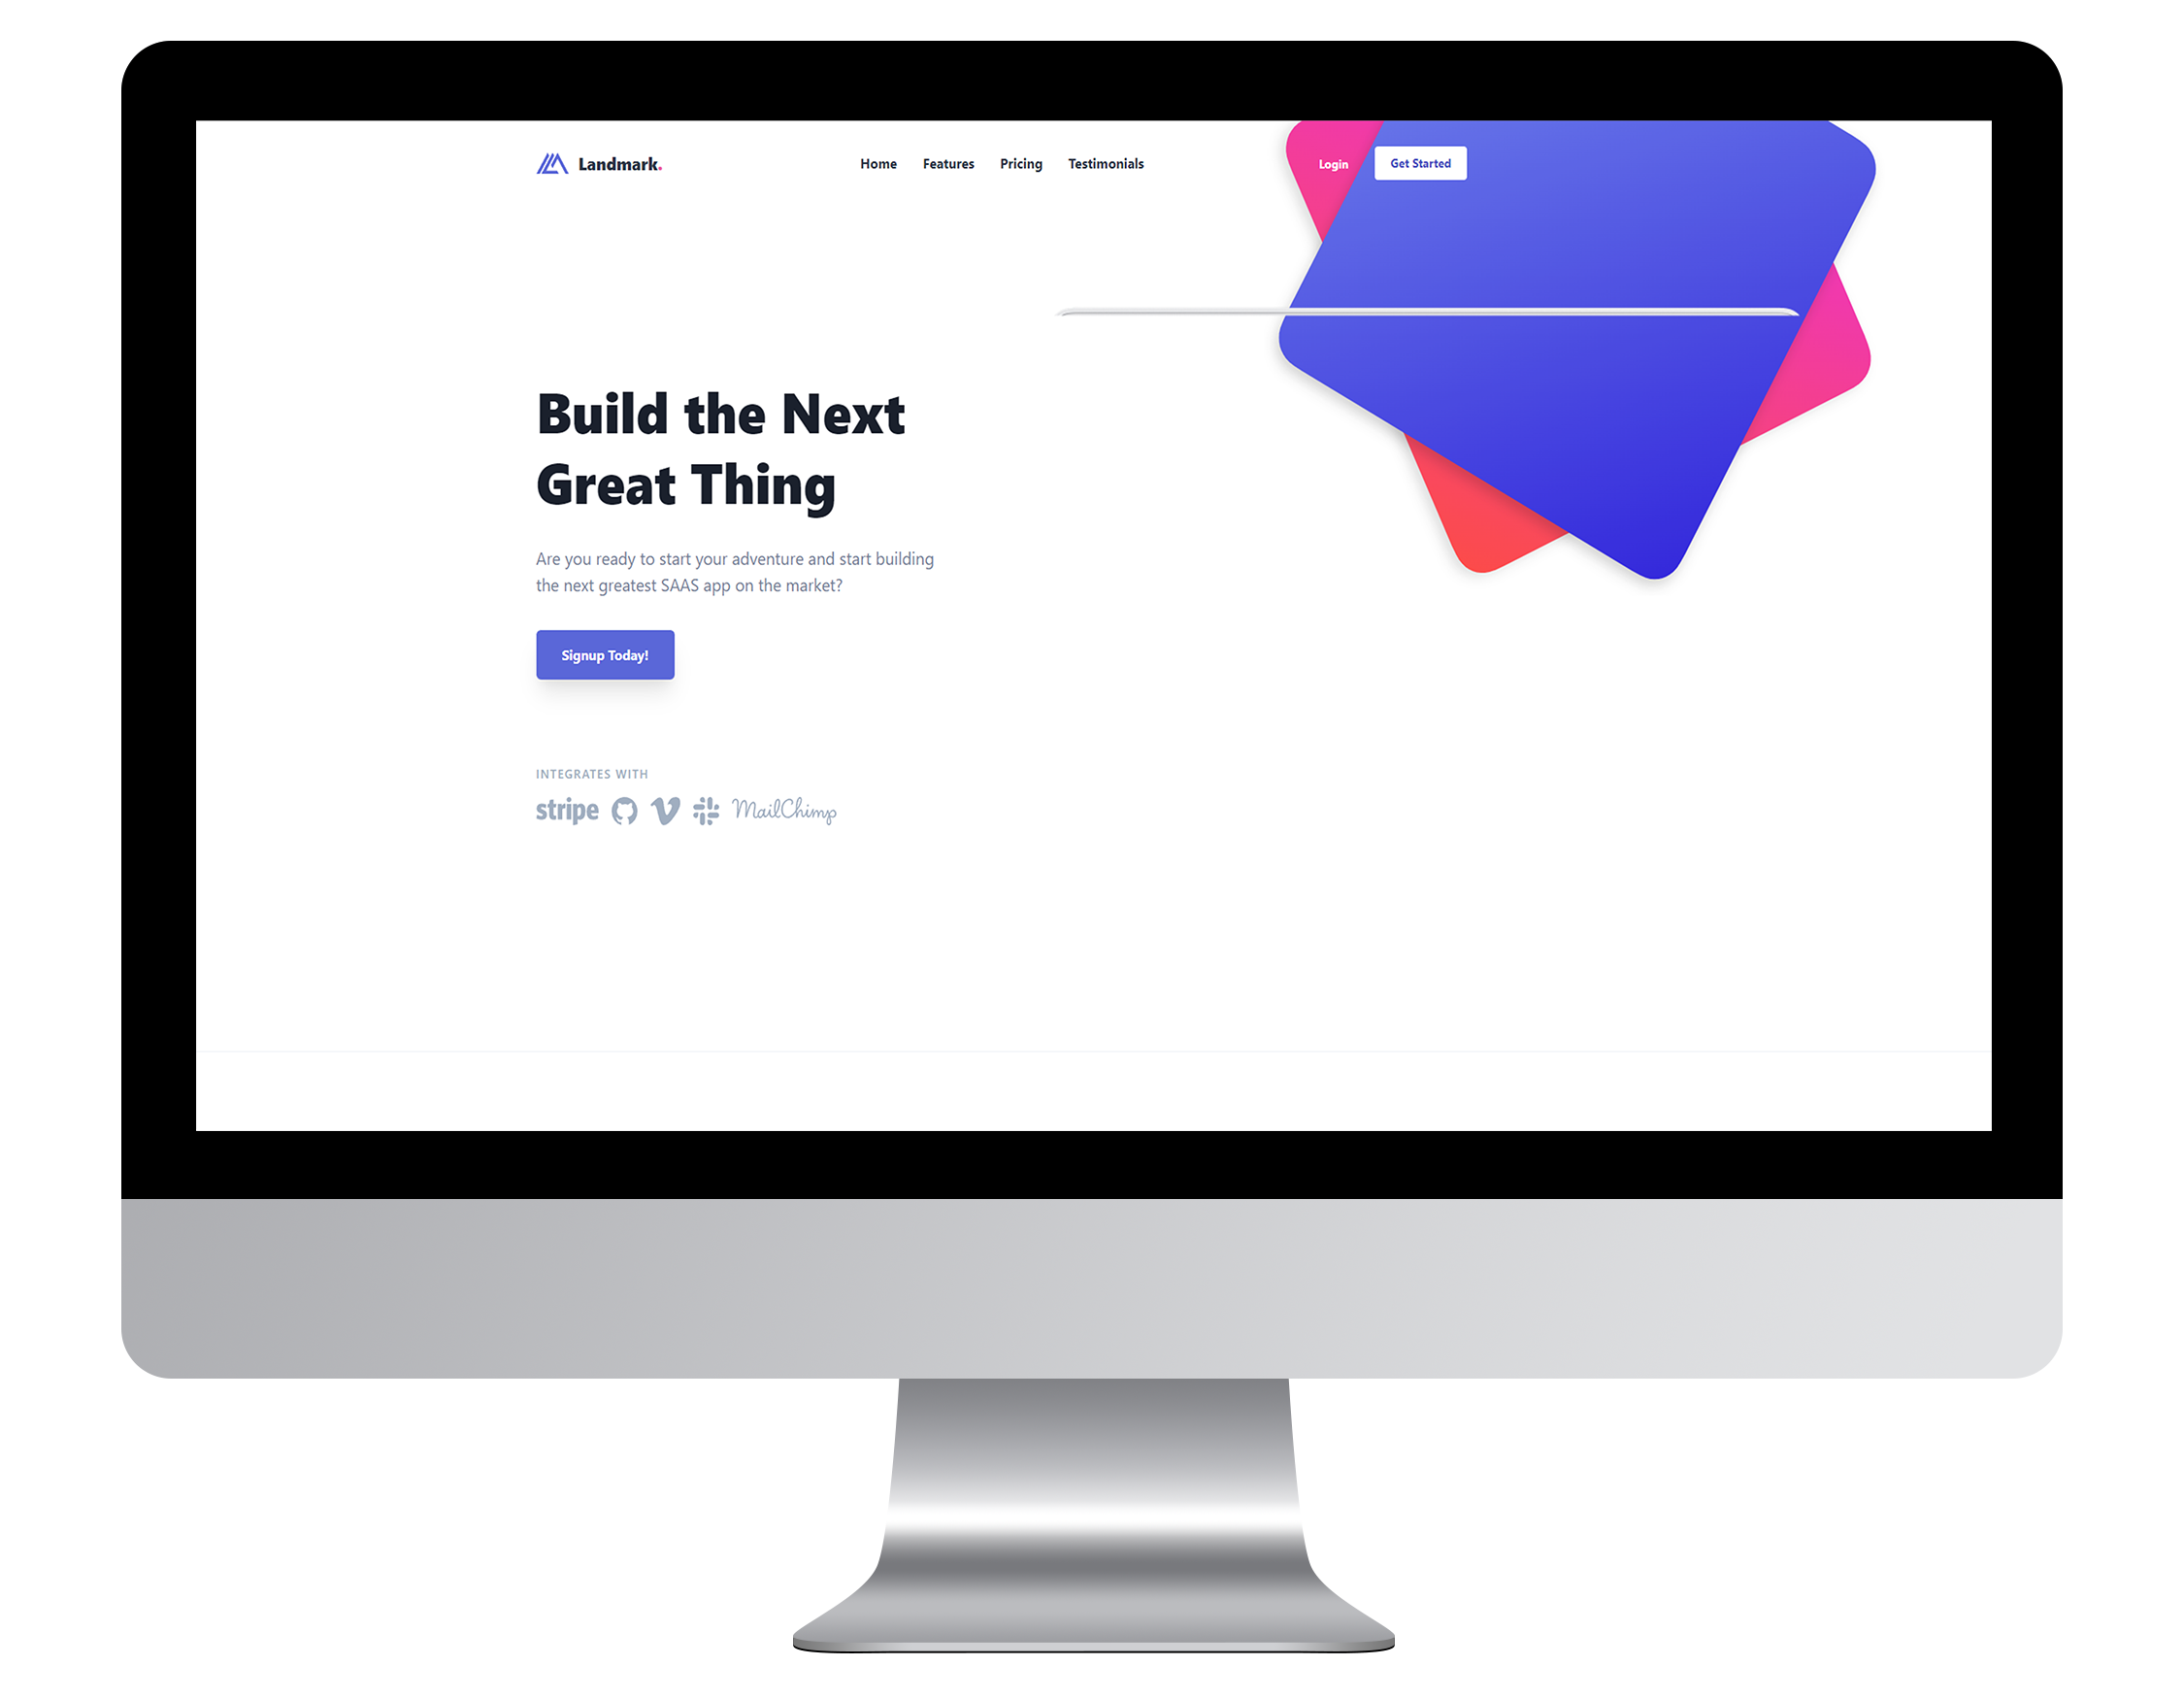 Landmark.
Home Features Pricing Testimonials
Login Get Started
Build the Next
Great Thing
Are you ready to start your adventure and start building
the next greatest SAAS app on the market?
Signup Today!
INTEGRATES WITH
stripe MailChimp